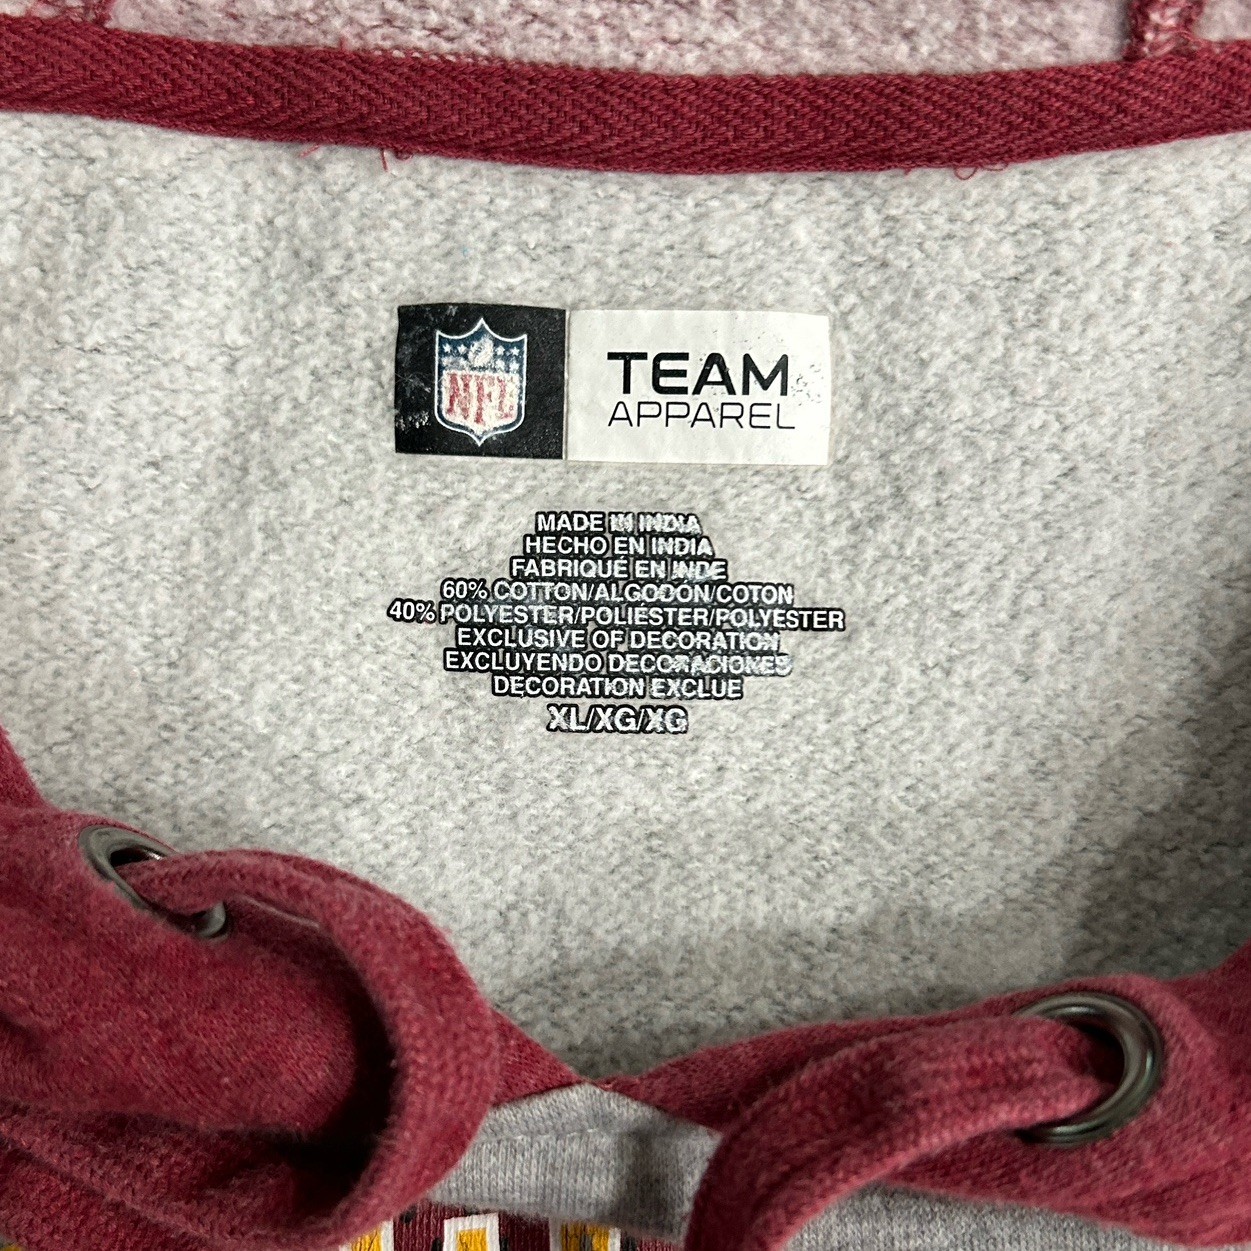 NFL
TEAM
APPAREL
MADE IN INDIA
HECHO EN INDIA
FABRIQUÉ EN INDE
60% COTTON/ALGODÓN/COTON
40% POLYESTER/POLIÉSTER/POLYESTER
EXCLUSIVE OF DECORATION
EXCLUYENDO DECORACIONES
DECORATION EXCLUE
XL/XG/XG